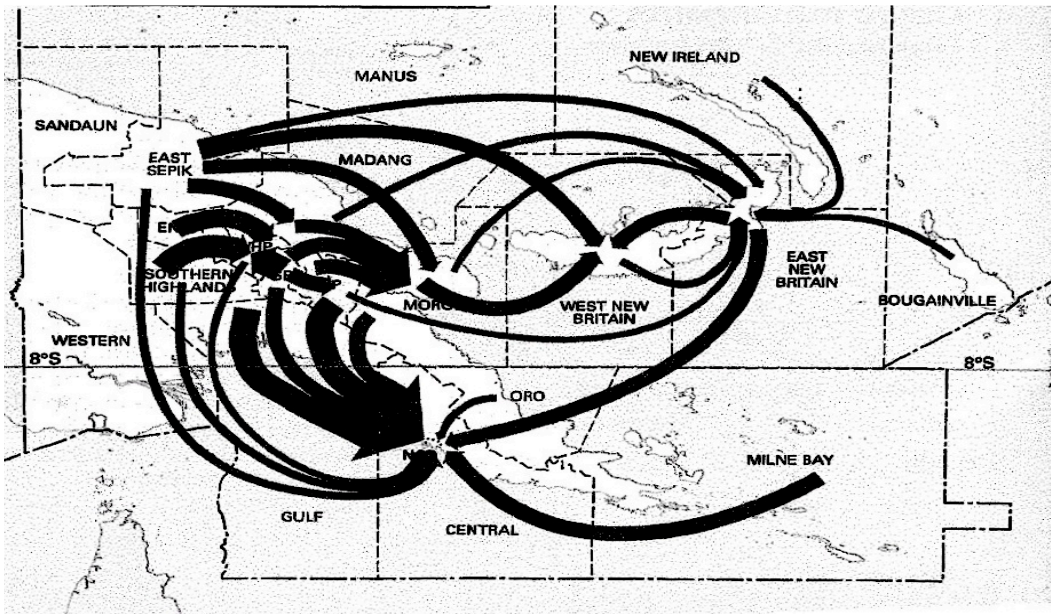 NEW IRELAND
MANUS
SANDAUN
EAST
SEPIK
MADANG
SOUTHERN
HIGHLANDS
MORO
WEST NEW
BRITAIN
EAST
NEW
BRITAIN
BOUGAINVILLE
WESTERN
8°S
8°S
ORO
MILNE BAY
GULF
CENTRAL